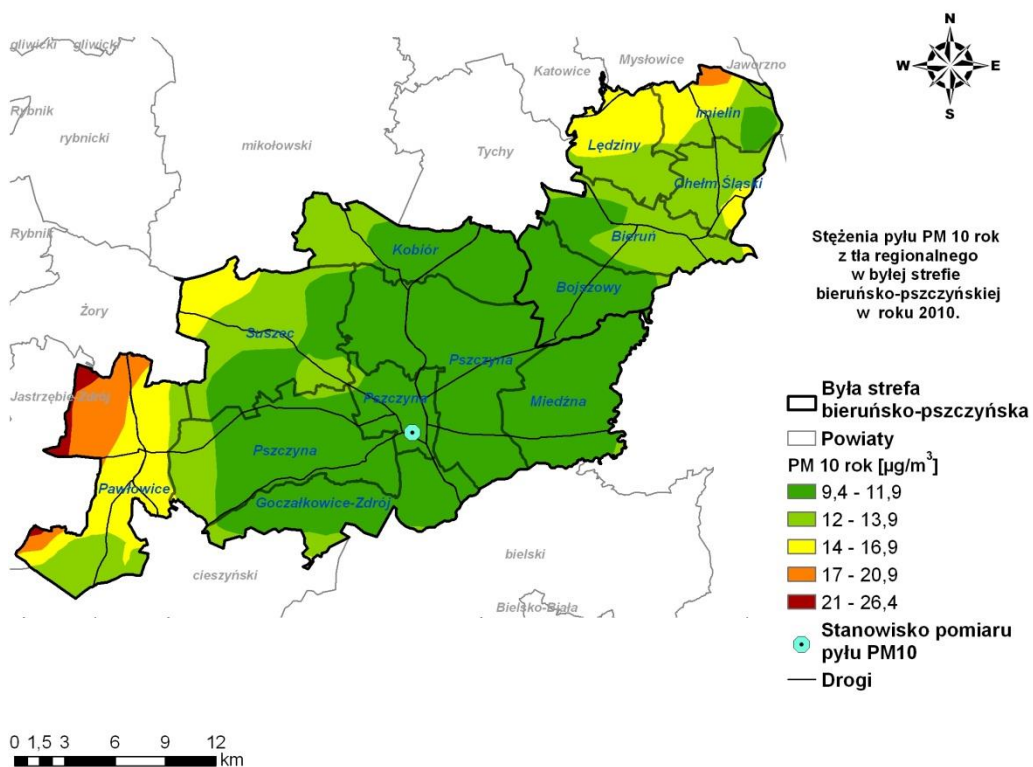 gliwicki gliwicki
Mysłowice
Katowice
Jaworzno
N
W E
S
Rybnik
rybnicki
mikołowski
Tychy
Imielin
Lędziny
Chełm Śląski
Rybnik
Kobiór
Bieruń
Bojszowy
Żory
Suszec
Pszczyna
Jastrzębie-Zdrój
Pszczyna
Miedźna
Pszczyna
Pawłowice
Goczałkowice-Zdrój
cieszyński
bielski
Bielsko-Biała
Stężenia pyłu PM 10 rok
z tła regionalnego
w byłej strefie
bieruńsko-pszczyńskiej
w roku 2010.
Była strefa
bieruńsko-pszczyńska
Powiaty
PM 10 rok [µg/m³]
9,4 - 11,9
12 - 13,9
14 - 16,9
17 - 20,9
21 - 26,4
Stanowisko pomiaru
pyłu PM10
Drogi
0 1,5 3 6 9 12
km